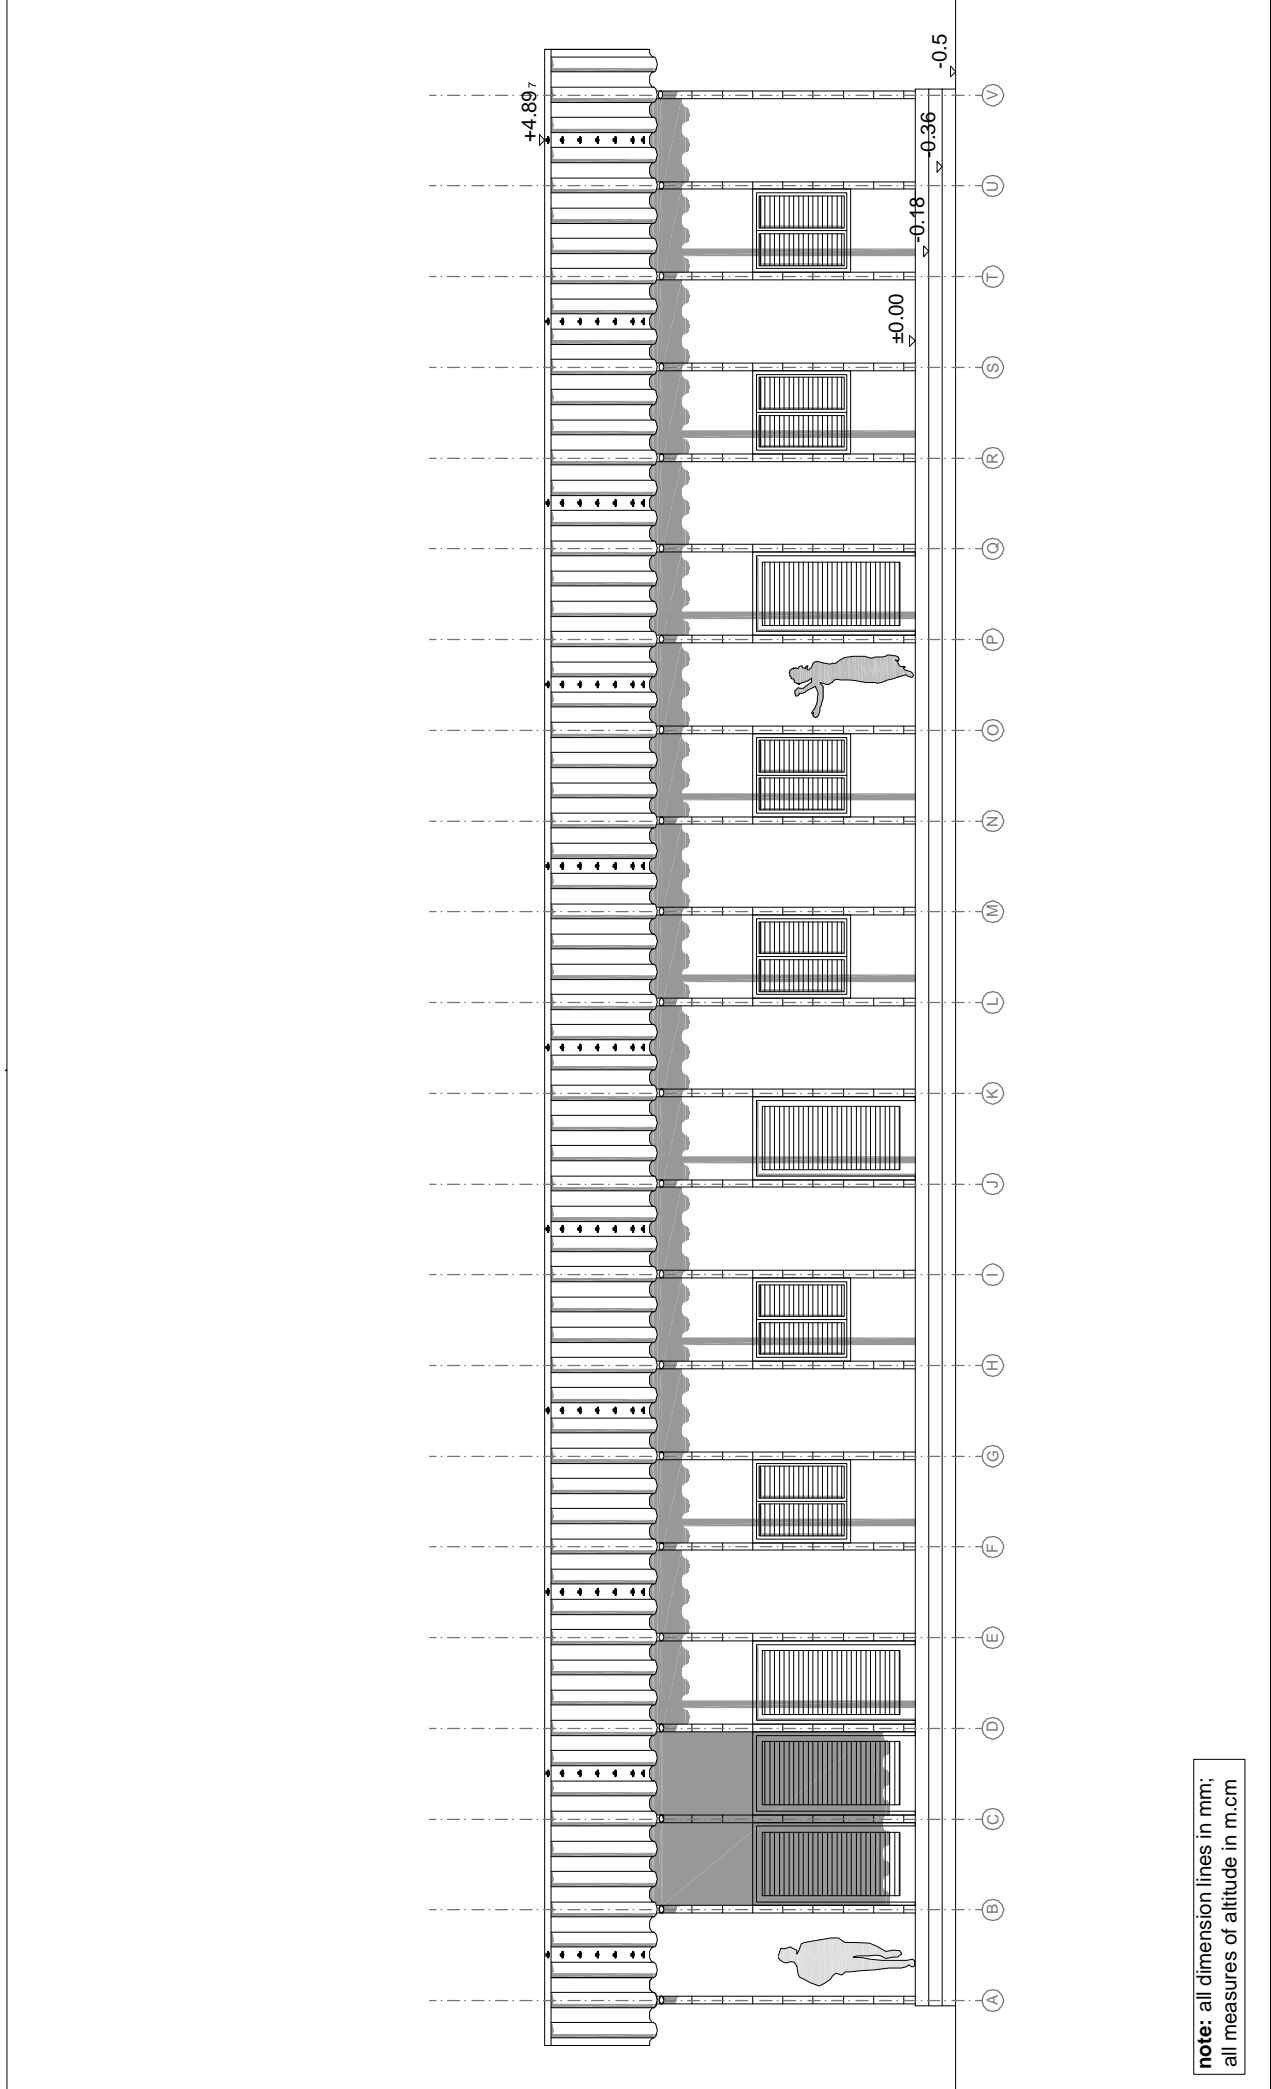 +4.89⁷
±0.00
-0.18
-0.36
-0.5
A B C D E F G H I J K L M N O P Q R S T U V
note: all dimension lines in mm;
all measures of altitude in m.cm